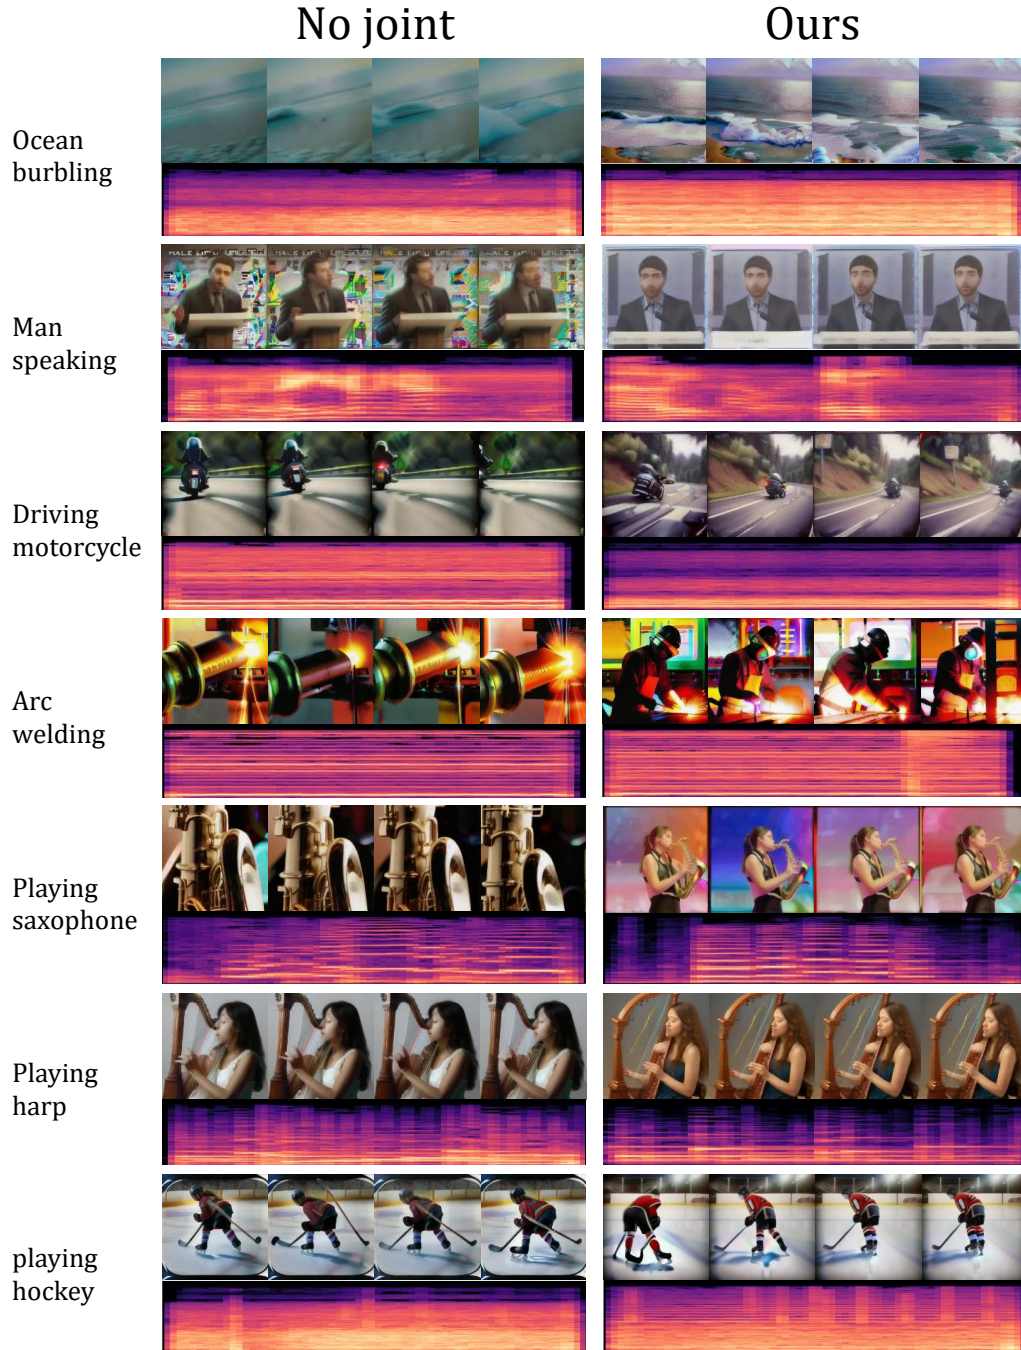 No joint
Ours
Ocean
burbling
Man
speaking
Driving
motorcycle
Arc
welding
Playing
saxophone
Playing
harp
playing
hockey